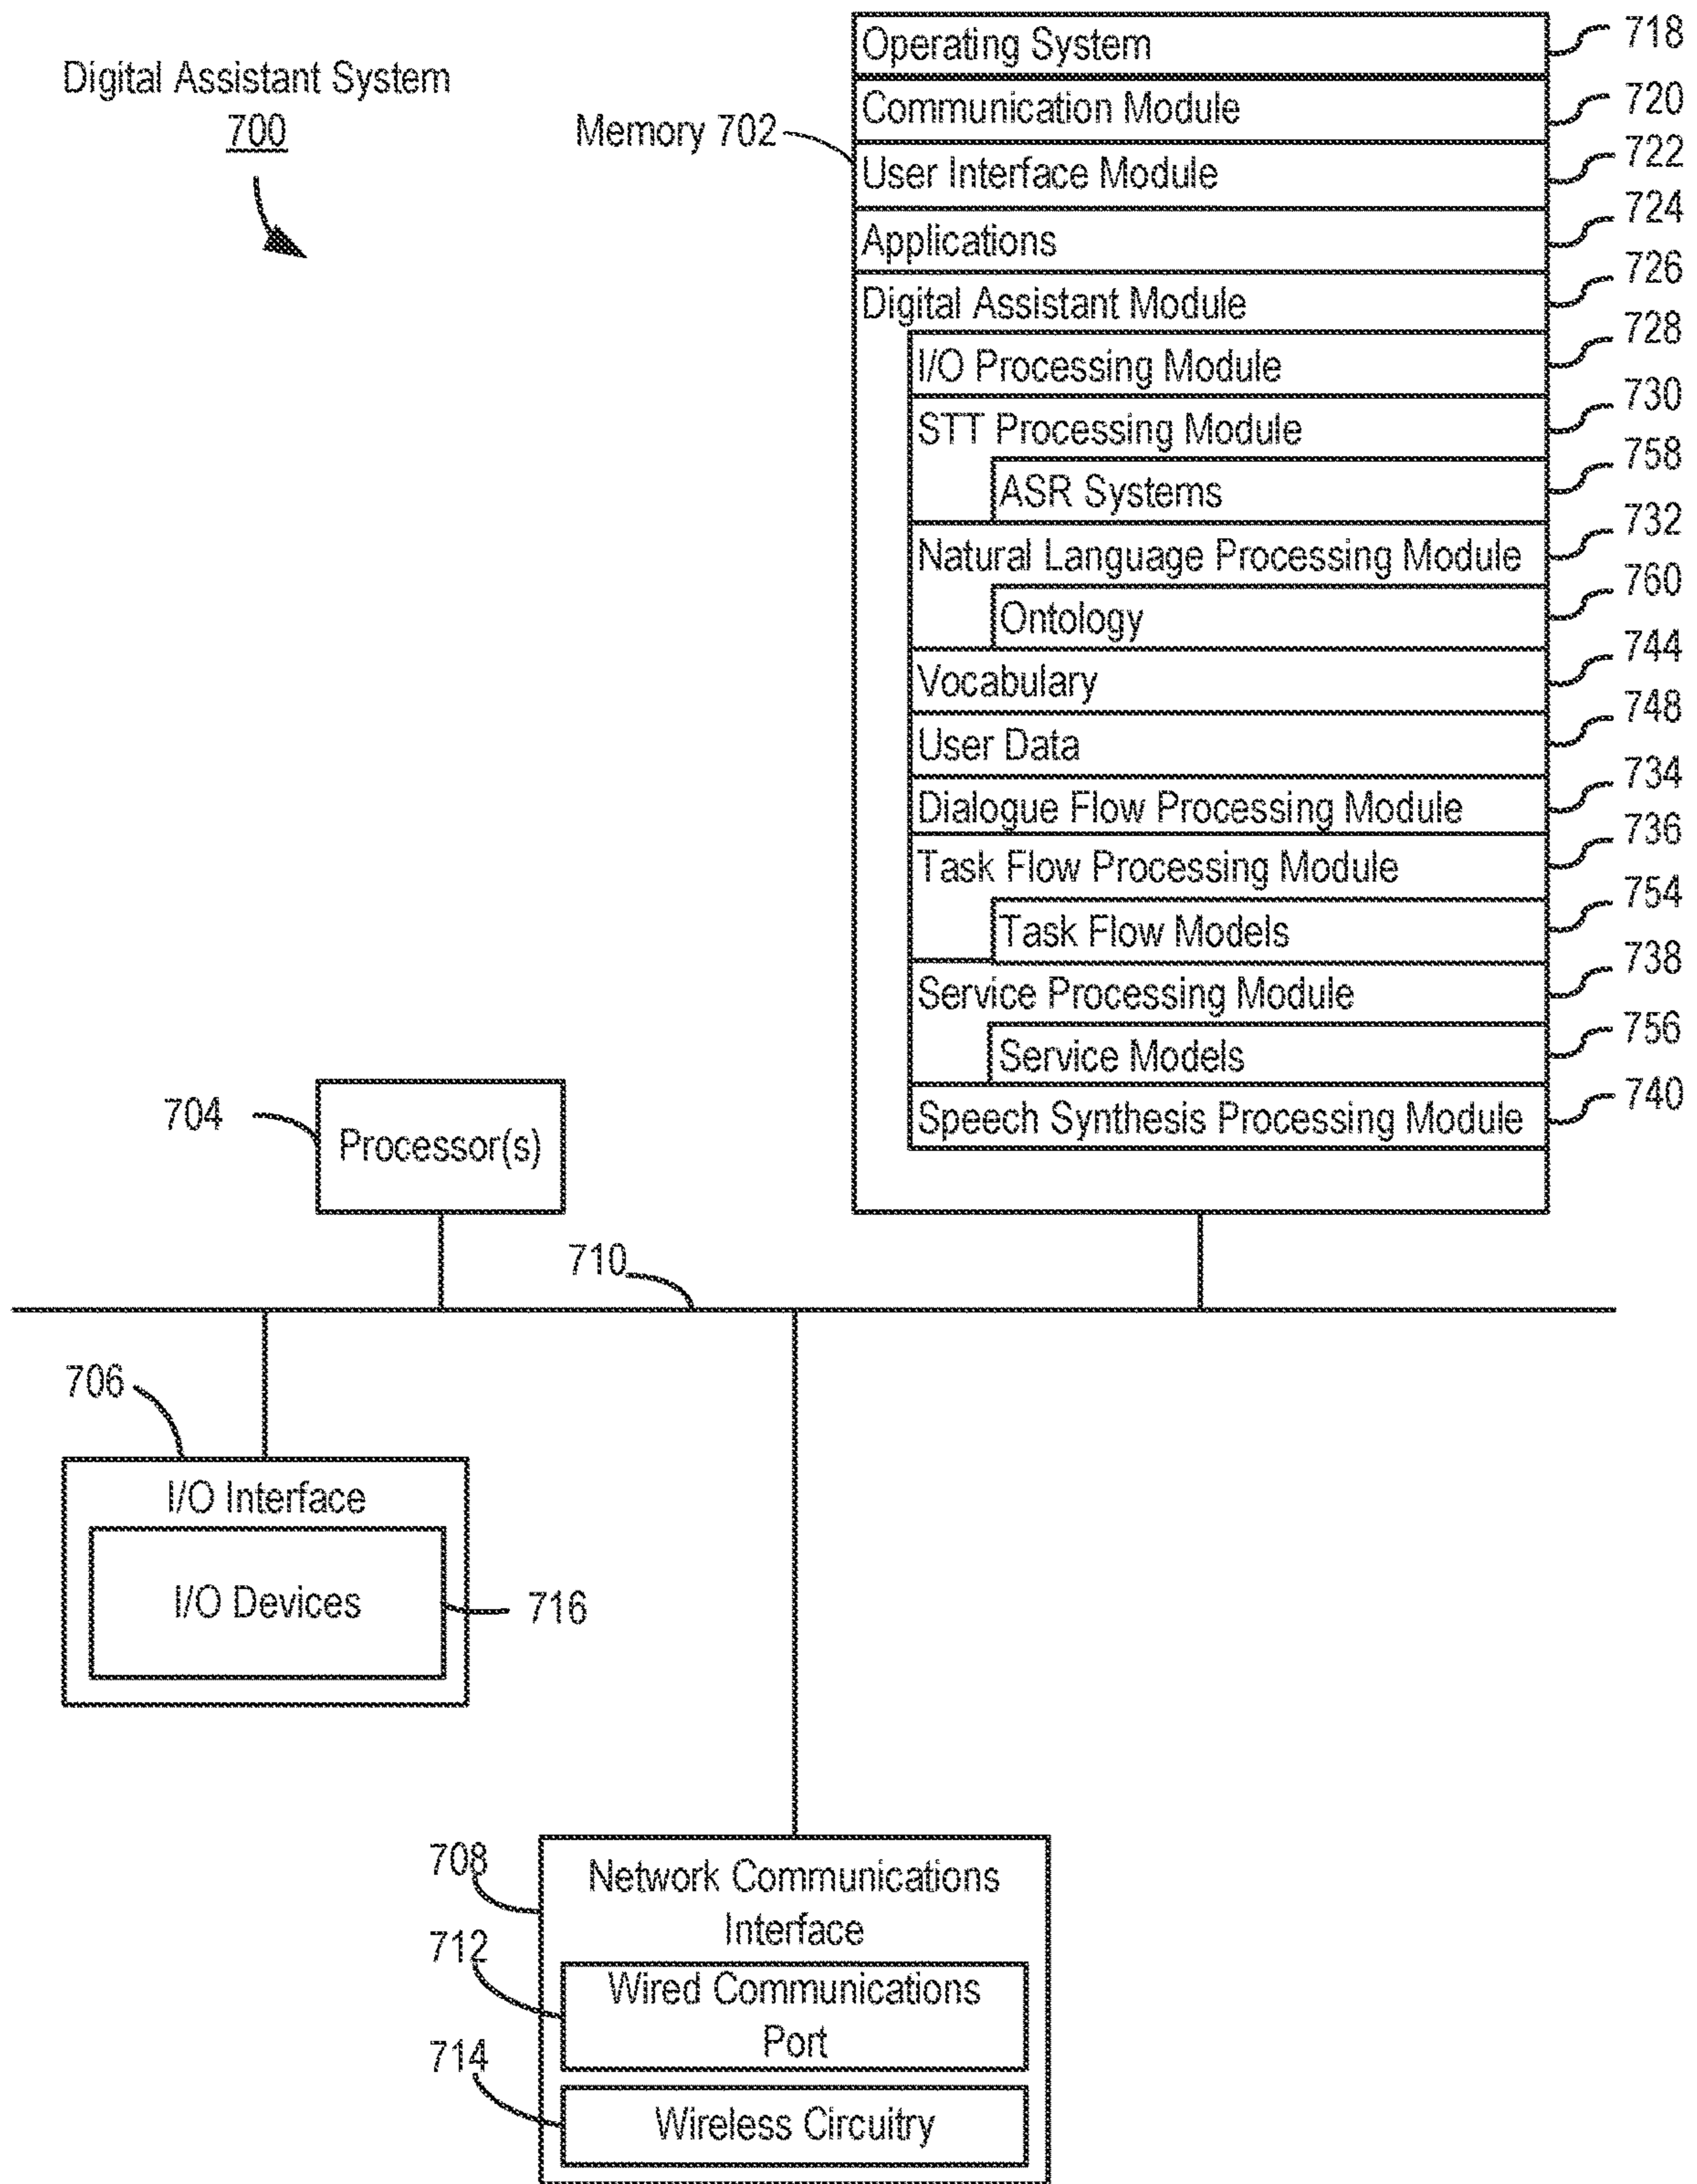 Digital Assistant System
700
Memory 702
Operating System 718
Communication Module 720
User Interface Module 722
Applications 724
Digital Assistant Module 726
I/O Processing Module 728
STT Processing Module 730
ASR Systems 758
Natural Language Processing Module 732
Ontology 760
Vocabulary 744
User Data 748
Dialogue Flow Processing Module 734
Task Flow Processing Module 736
Task Flow Models 754
Service Processing Module 738
Service Models 756
Speech Synthesis Processing Module 740
704
Processor(s)
710
706
I/O Interface
I/O Devices
716
708
Network Communications
Interface
712
Wired Communications
Port
714
Wireless Circuitry